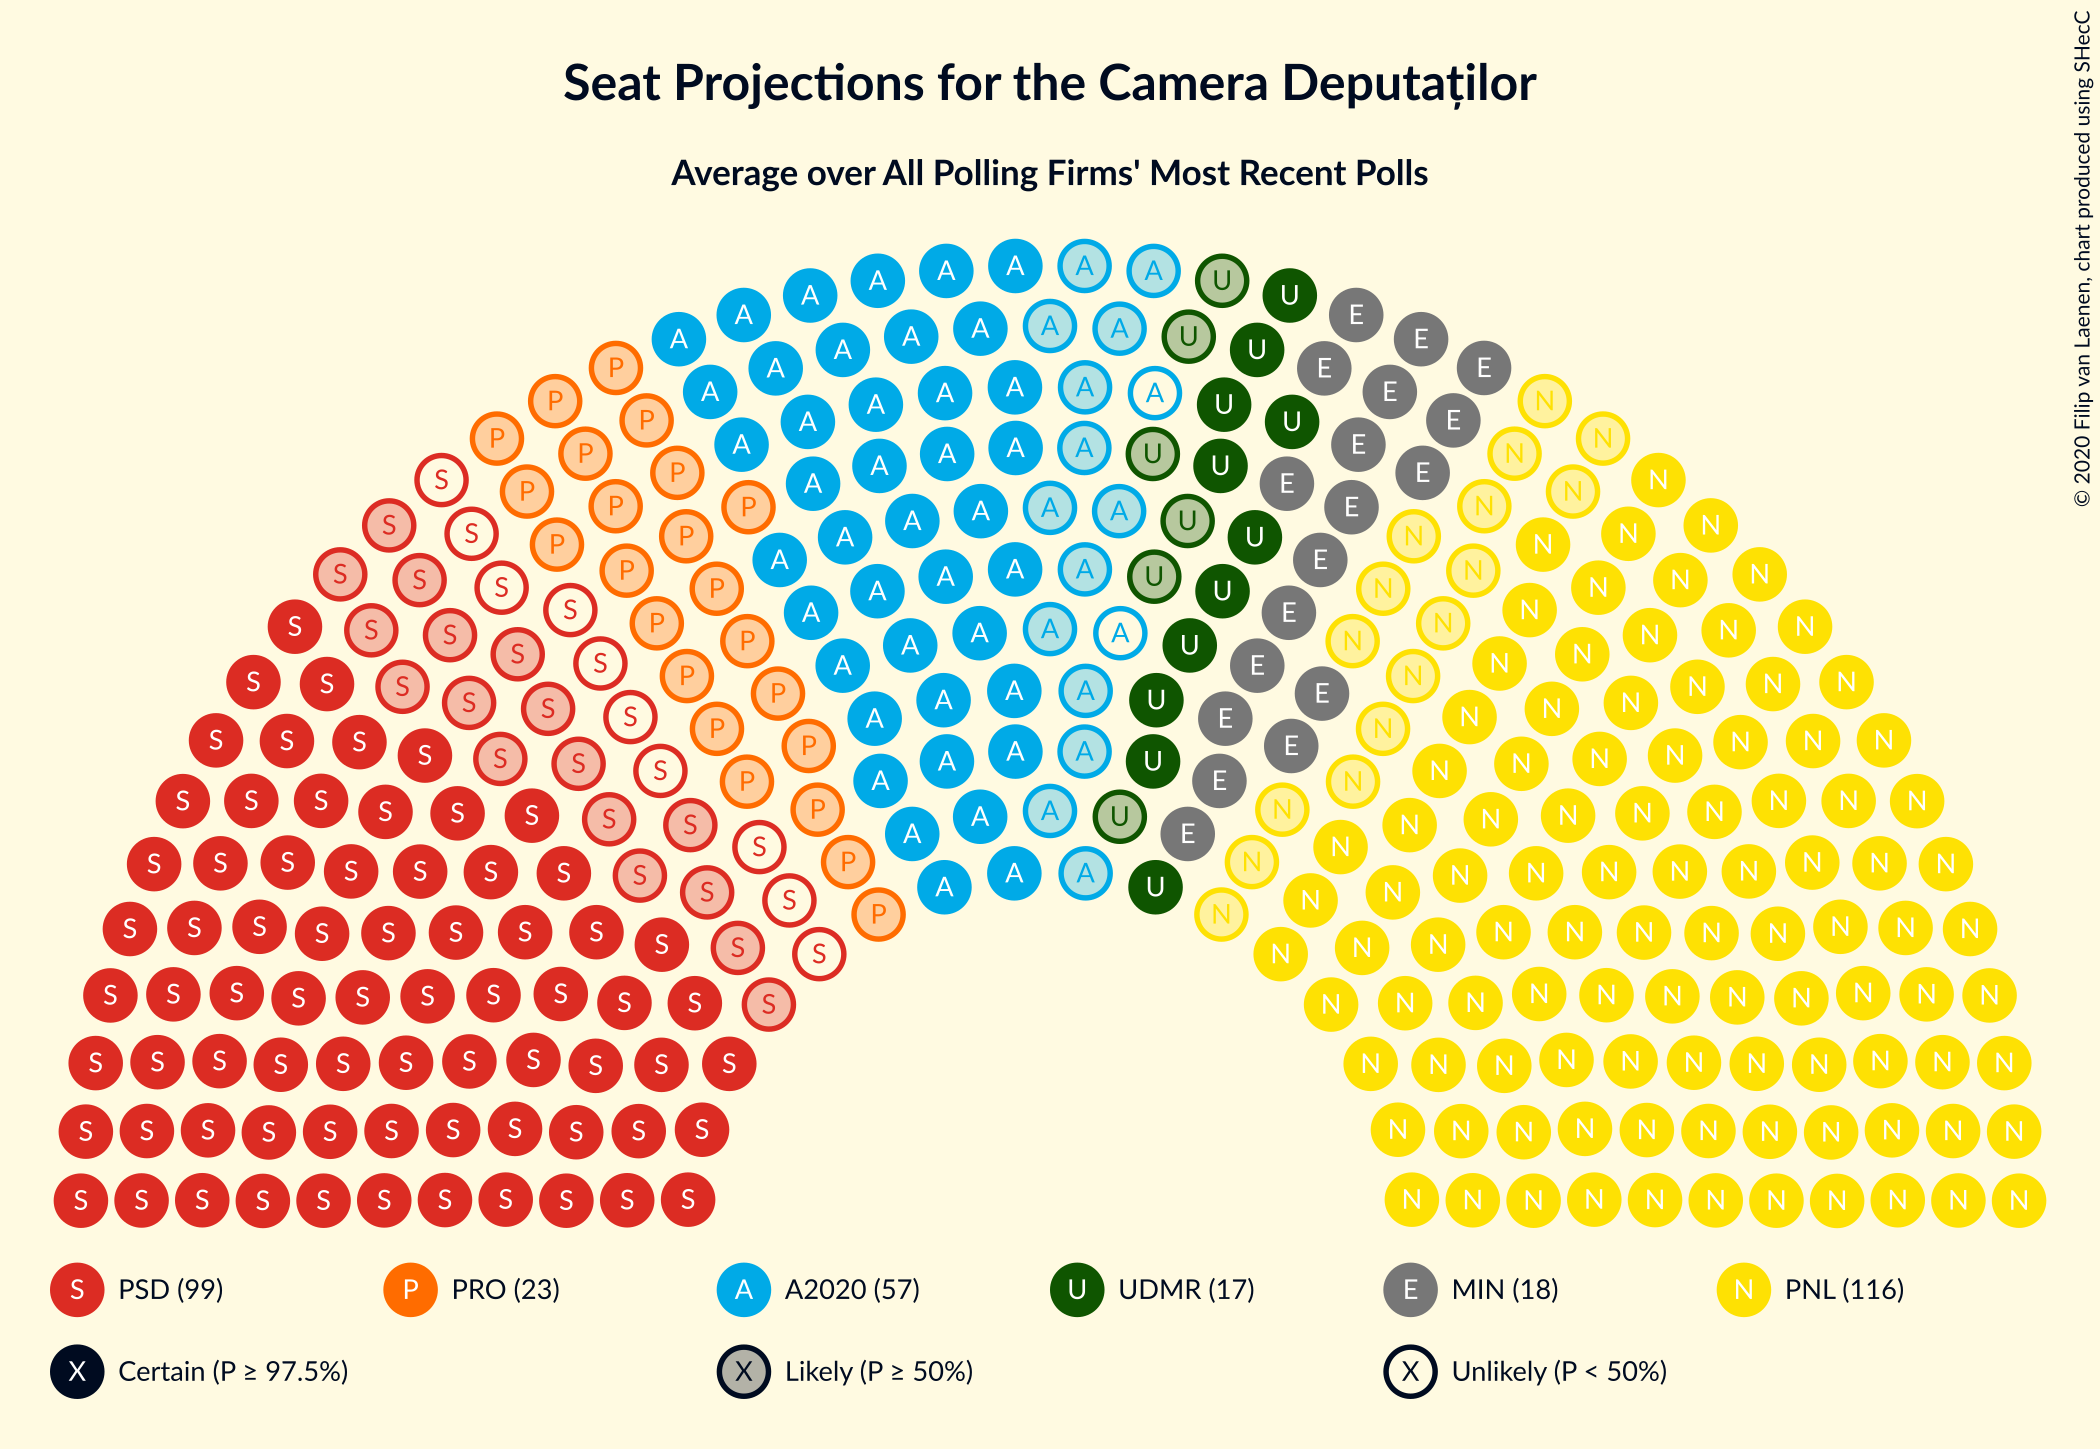 Seat Projections for the Camera Deputaților
Average over All Polling Firms' Most Recent Polls
© 2020 Filip van Laenen, chart produced using SHecC
S PSD (99) P PRO (23) A A2020 (57) U UDMR (17) E MIN (18) N PNL (116)
X Certain (P ≥ 97.5%) X Likely (P ≥ 50%) X Unlikely (P < 50%)